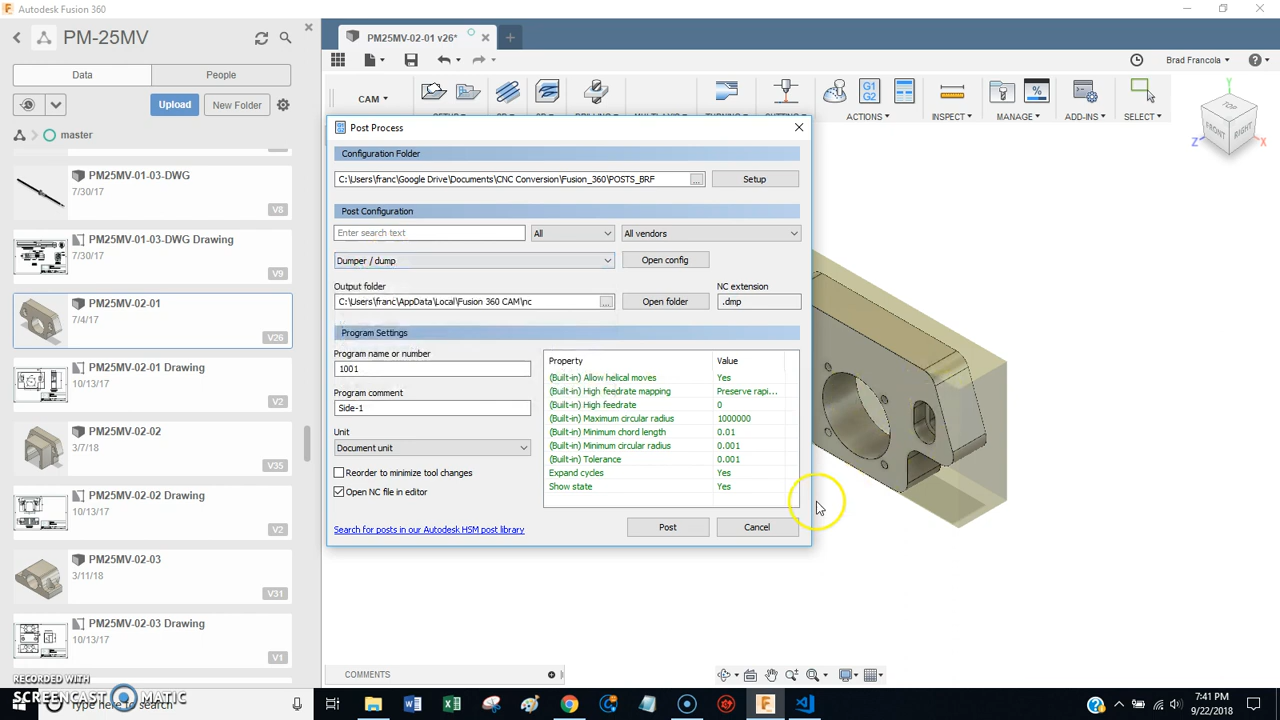 Autodesk Fusion 360
PM-25MV
Data
People
Upload
New Folder
master
PM25MV-01-03-DWG
7/30/17
V8
PM25MV-01-03-DWG Drawing
7/30/17
V9
PM25MV-02-01
7/4/17
V26
PM25MV-02-01 Drawing
10/13/17
V2
PM25MV-02-02
3/7/18
V35
PM25MV-02-02 Drawing
10/13/17
V2
PM25MV-02-03
3/11/18
V31
PM25MV-02-03 Drawing
10/13/17
V1
PM25MV-02-01 v26*
Brad Francola
CAM
G1
G2
ACTIONS
INSPECT
MANAGE
ADD-INS
SELECT
TOP
FRONT
RIGHT
Y
Z
X
Post Process
Configuration Folder
C:\Users\franc\Google Drive\Documents\CNC Conversion\Fusion_360\POSTS_BRF
...
Setup
Post Configuration
Enter search text
All
All vendors
Dumper / dump
Open config
Output folder
NC extension
C:\Users\franc\AppData\Local\Fusion 360 CAM\nc
...
Open folder
.dmp
Program Settings
Program name or number
1001
Program comment
Side-1
Unit
Document unit
Reorder to minimize tool changes
Open NC file in editor
Search for posts in our Autodesk HSM post library
Property Value
(Built-in) Allow helical moves Yes
(Built-in) High feedrate mapping Preserve rapi...
(Built-in) High feedrate 0
(Built-in) Maximum circular radius 1000000
(Built-in) Minimum chord length 0.01
(Built-in) Minimum circular radius 0.001
(Built-in) Tolerance 0.001
Expand cycles Yes
Show state Yes
Post
Cancel
COMMENTS
RECORDED WITH
SCREENCAST MATIC
Type here to search
7:41 PM
9/22/2018